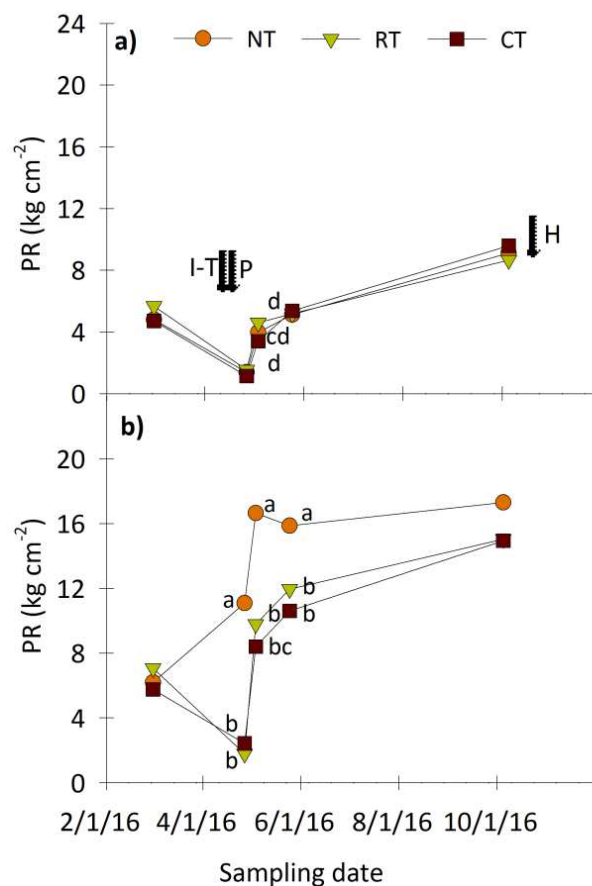 24
a) NT RT CT
20
16
12
H
I-T P
8
d
4
cd
d
0
PR (kg cm⁻²)
b)
20
a a
16
12
a
b
b b
8
bc
4
b
b
0
PR (kg cm⁻²)
2/1/16 4/1/16 6/1/16 8/1/16 10/1/16
Sampling date